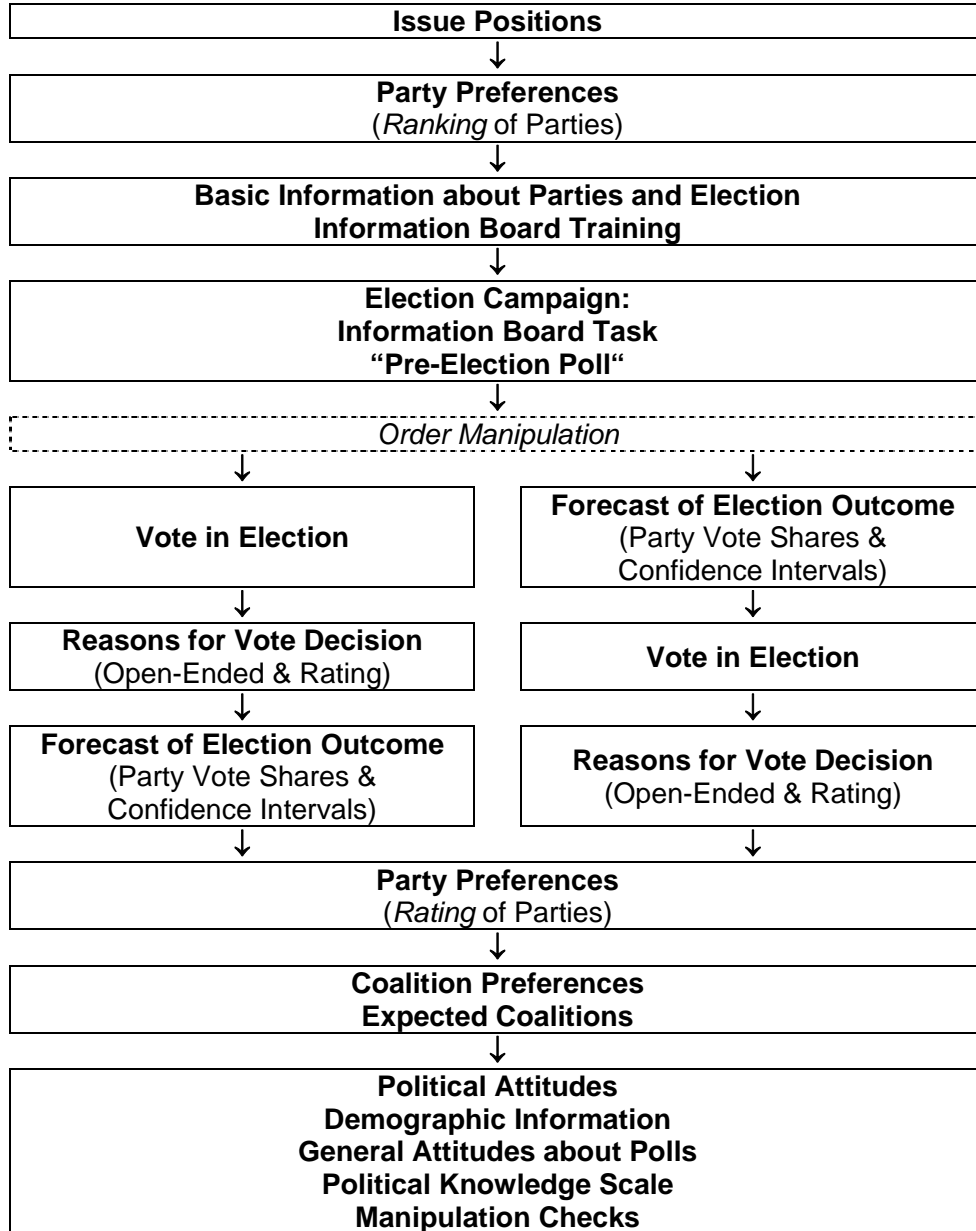 Issue Positions
Party Preferences
(Ranking of Parties)
Basic Information about Parties and Election
Information Board Training
Election Campaign:
Information Board Task
“Pre-Election Poll“
Order Manipulation
Vote in Election
Reasons for Vote Decision
(Open-Ended & Rating)
Forecast of Election Outcome
(Party Vote Shares &
Confidence Intervals)
Forecast of Election Outcome
(Party Vote Shares &
Confidence Intervals)
Vote in Election
Reasons for Vote Decision
(Open-Ended & Rating)
Party Preferences
(Rating of Parties)
Coalition Preferences
Expected Coalitions
Political Attitudes
Demographic Information
General Attitudes about Polls
Political Knowledge Scale
Manipulation Checks